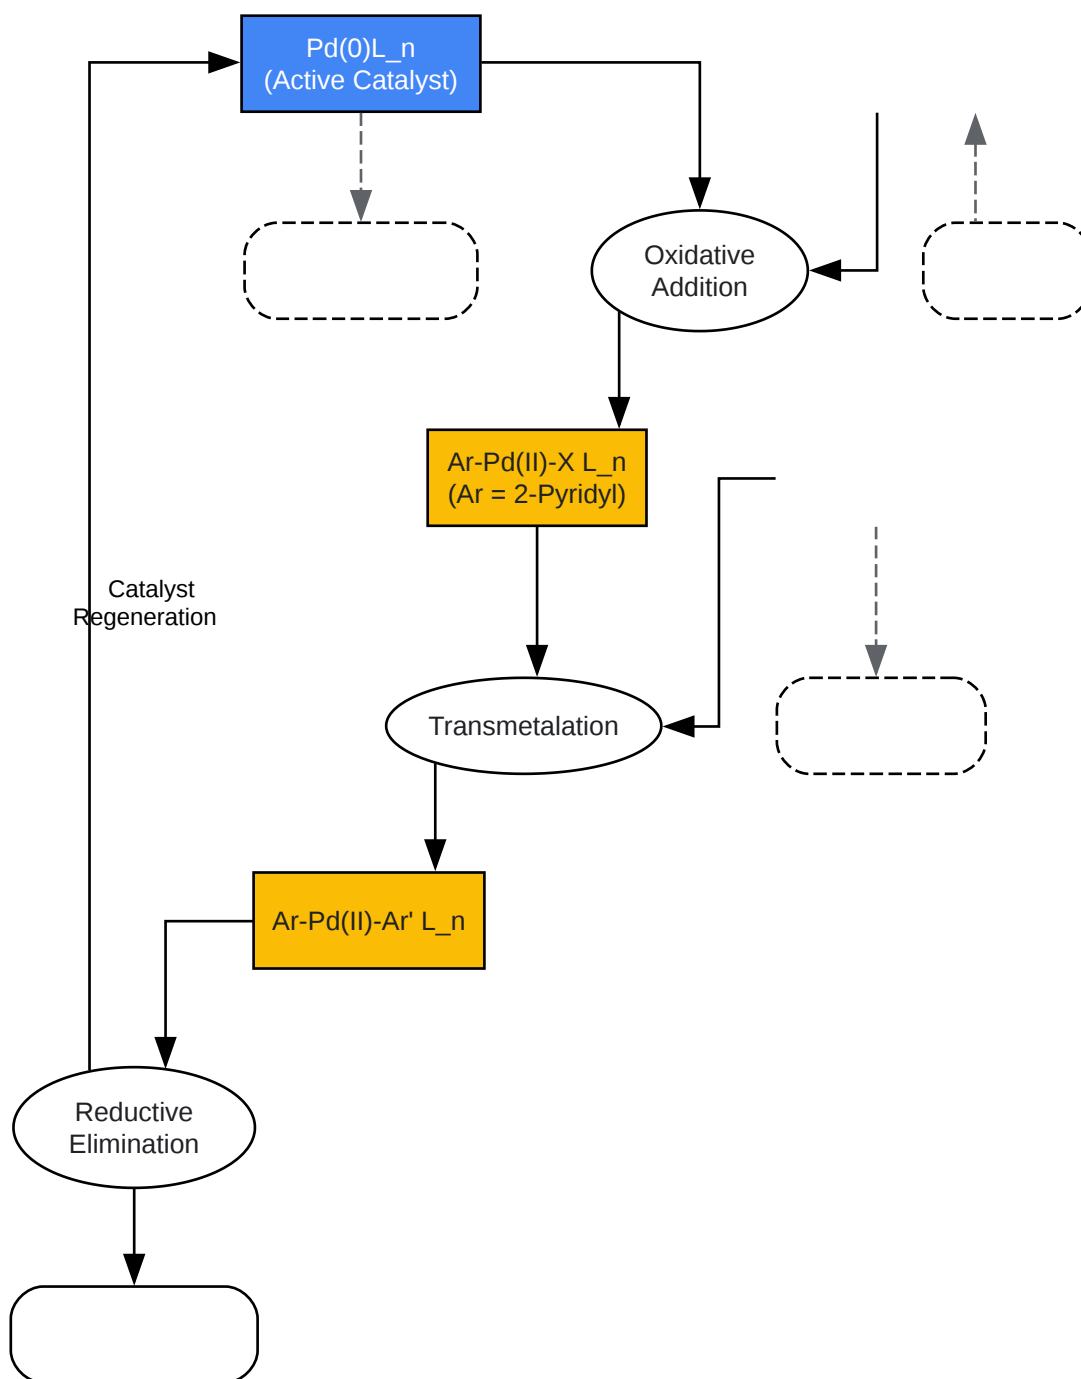 Pd(0)L_n
(Active Catalyst)
Oxidative
Addition
Ar-Pd(II)-X L_n
(Ar = 2-Pyridyl)
Catalyst
Regeneration
Transmetalation
Ar-Pd(II)-Ar' L_n
Reductive
Elimination